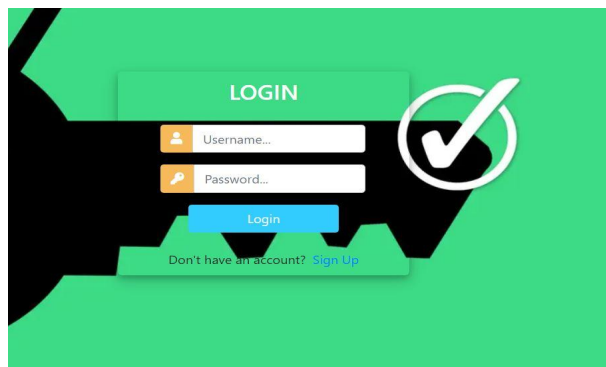 LOGIN
Username...
Password...
Login
Don't have an account? Sign Up